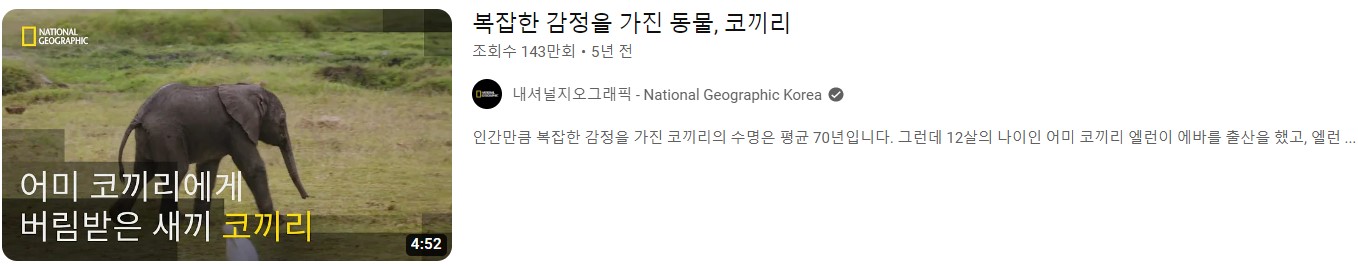 NATIONAL
GEOGRAPHIC
어미 코끼리에게
버림받은 새끼 코끼리
4:52
복잡한 감정을 가진 동물, 코끼리
조회수 143만회 • 5년 전
내셔널지오그래픽 - National Geographic Korea
인간만큼 복잡한 감정을 가진 코끼리의 수명은 평균 70년입니다. 그런데 12살의 나이인 어미 코끼리 엘런이 에바를 출산을 했고, 엘런 ...